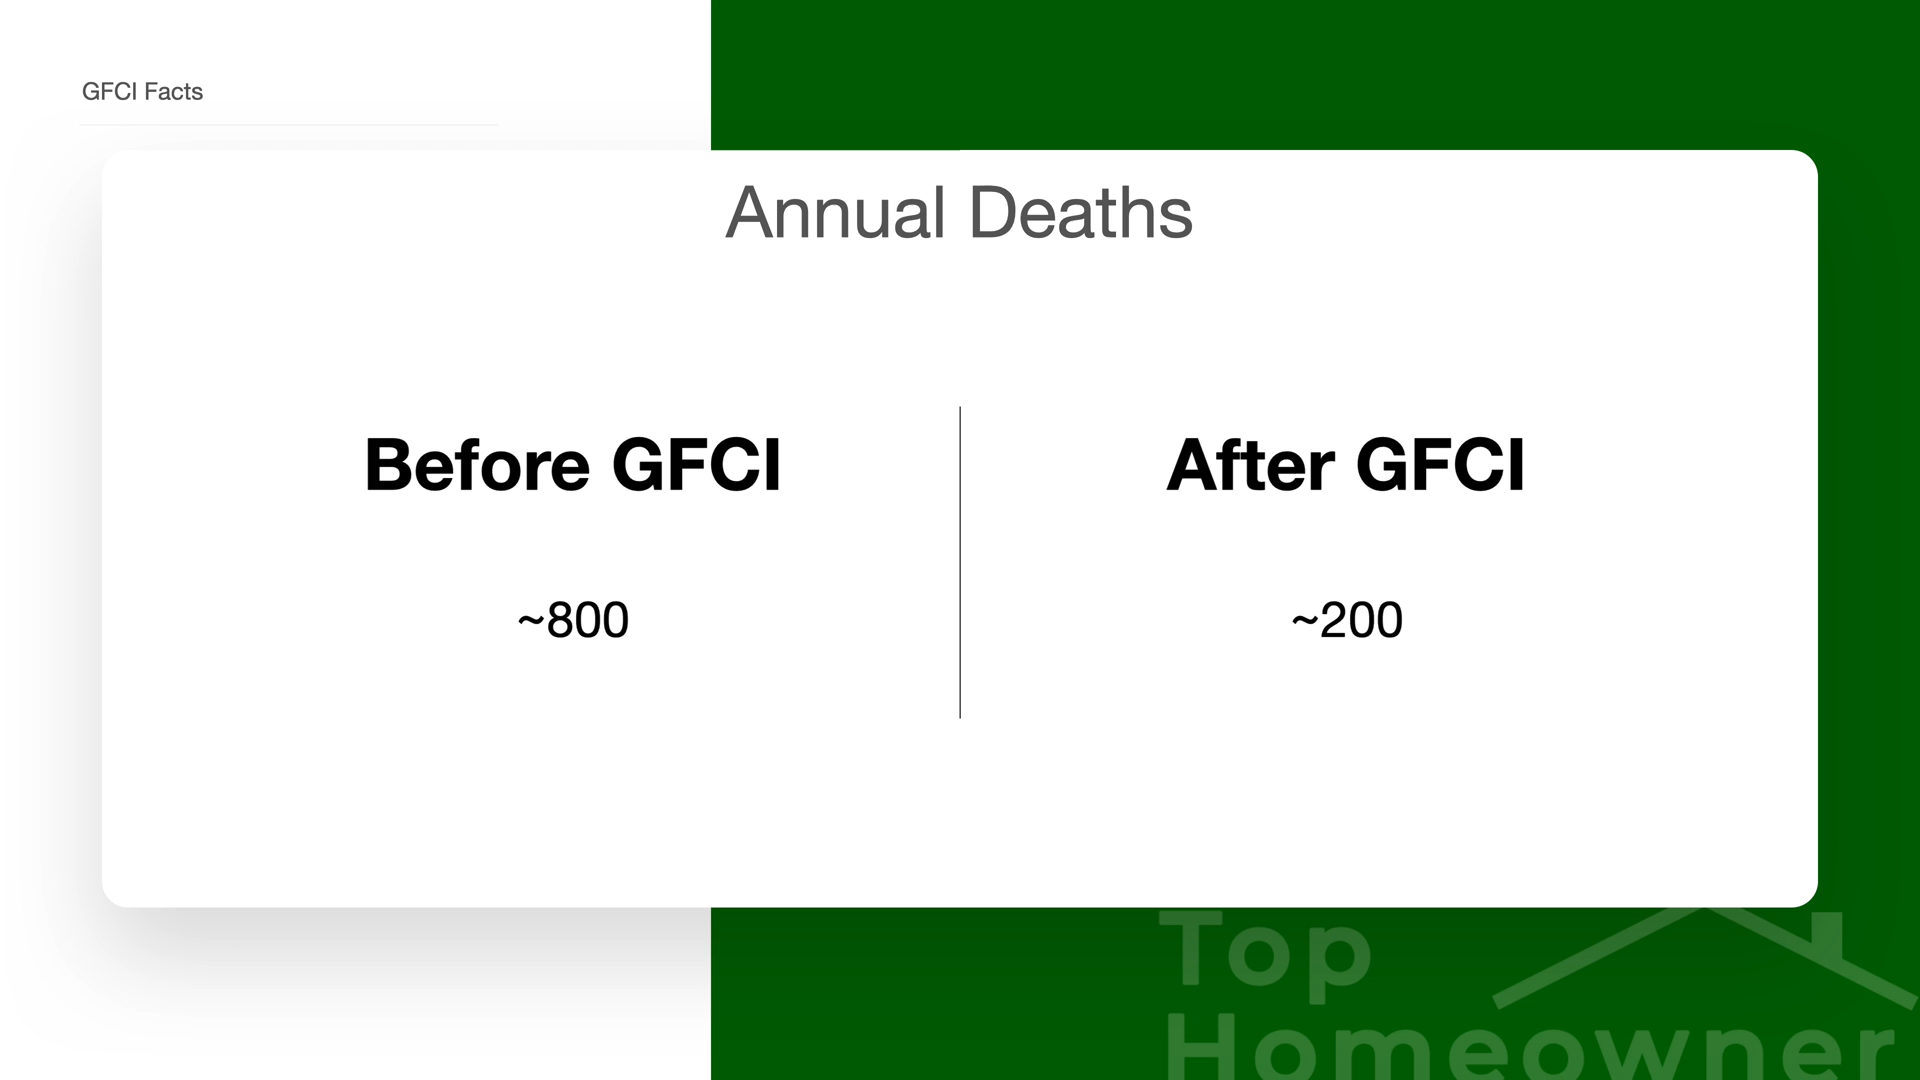 GFCI Facts
Annual Deaths
Before GFCI
After GFCI
~800
~200
Top
Homeowner